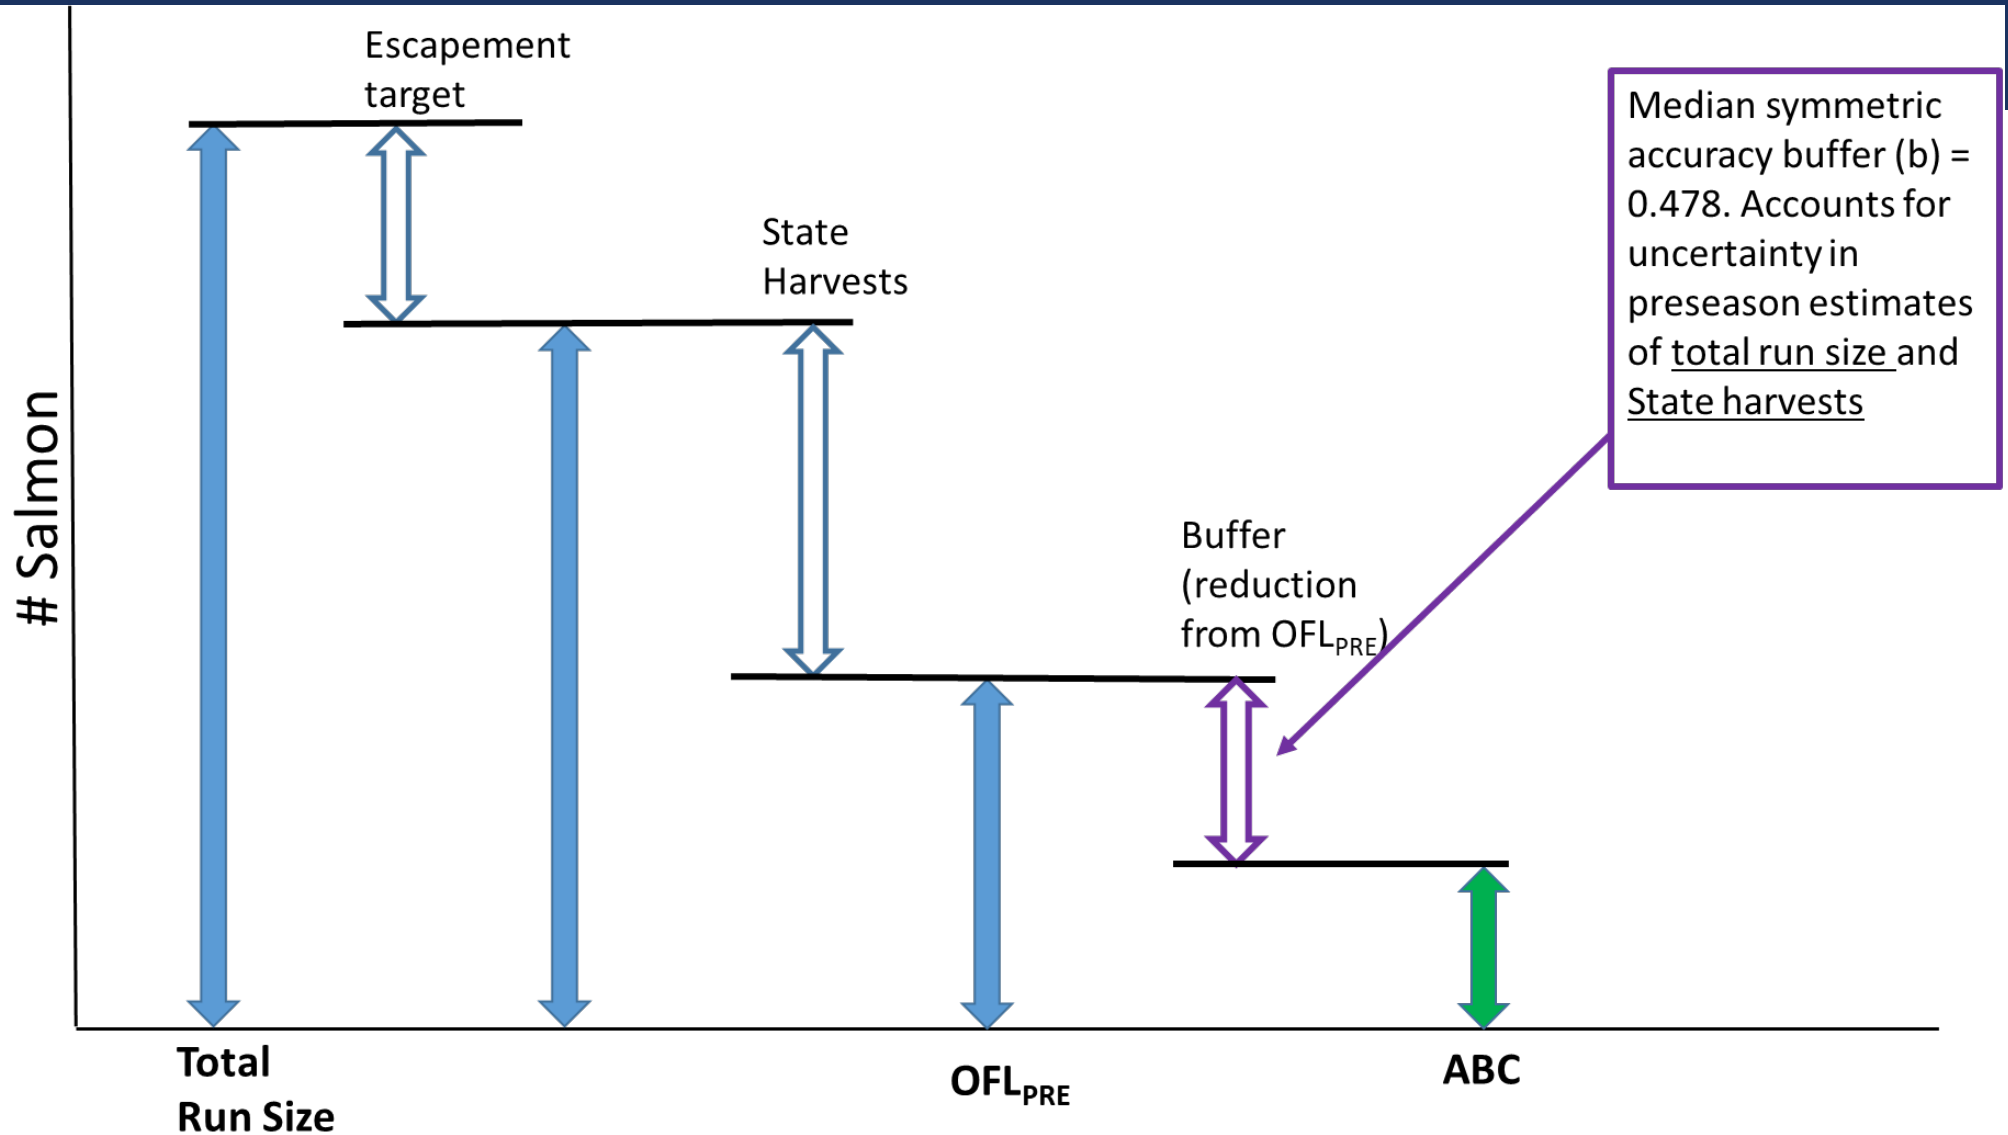 Escapement
target
Median symmetric
accuracy buffer (b) =
0.478. Accounts for
uncertainty in
preseason estimates
of total run size and
State harvests
State
Harvests
# Salmon
Buffer
(reduction
from OFLPRE)
Total
Run Size
OFLPRE
ABC